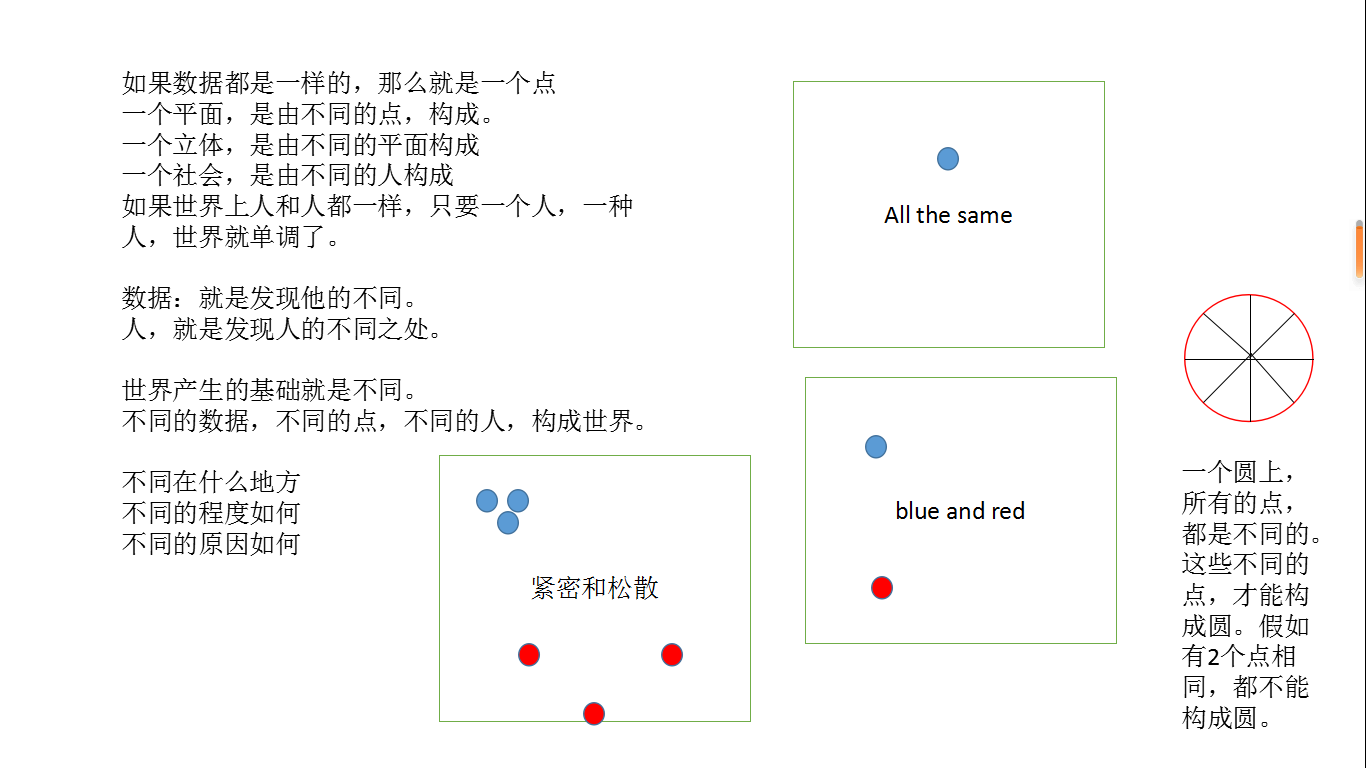 如果数据都是一样的，那么就是一个点
一个平面，是由不同的点，构成。
一个立体，是由不同的平面构成
一个社会，是由不同的人构成
如果世界上人和人都一样，只要一个人，一种
人，世界就单调了。
数据：就是发现他的不同。
人，就是发现人的不同之处。
世界产生的基础就是不同。
不同的数据，不同的点，不同的人，构成世界。
不同在什么地方
不同的程度如何
不同的原因如何
紧密和松散
All the same
blue and red
一个圆上，
所有的点，
都是不同的。
这些不同的
点，才能构
成圆。假如
有2个点相
同，都不能
构成圆。